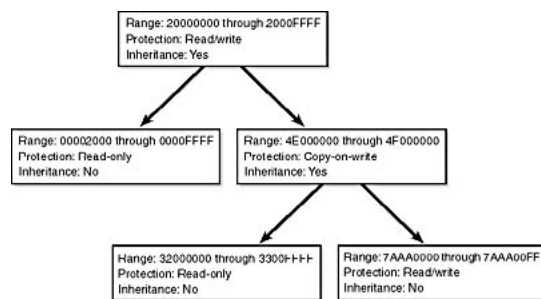 Range: 20000000 through 2000FFFF
Protection: Read/write
Inheritance: Yes
Range: 00002000 through 0000FFFF
Protection: Read-only
Inheritance: No
Range: 4E000000 through 4F000000
Protection: Copy-on-write
Inheritance: Yes
Range: 32000000 through 3300FFFF
Protection: Read-only
Inheritance: No
Range: 7AAA0000 through 7AAA00FF
Protection: Read/write
Inheritance: No